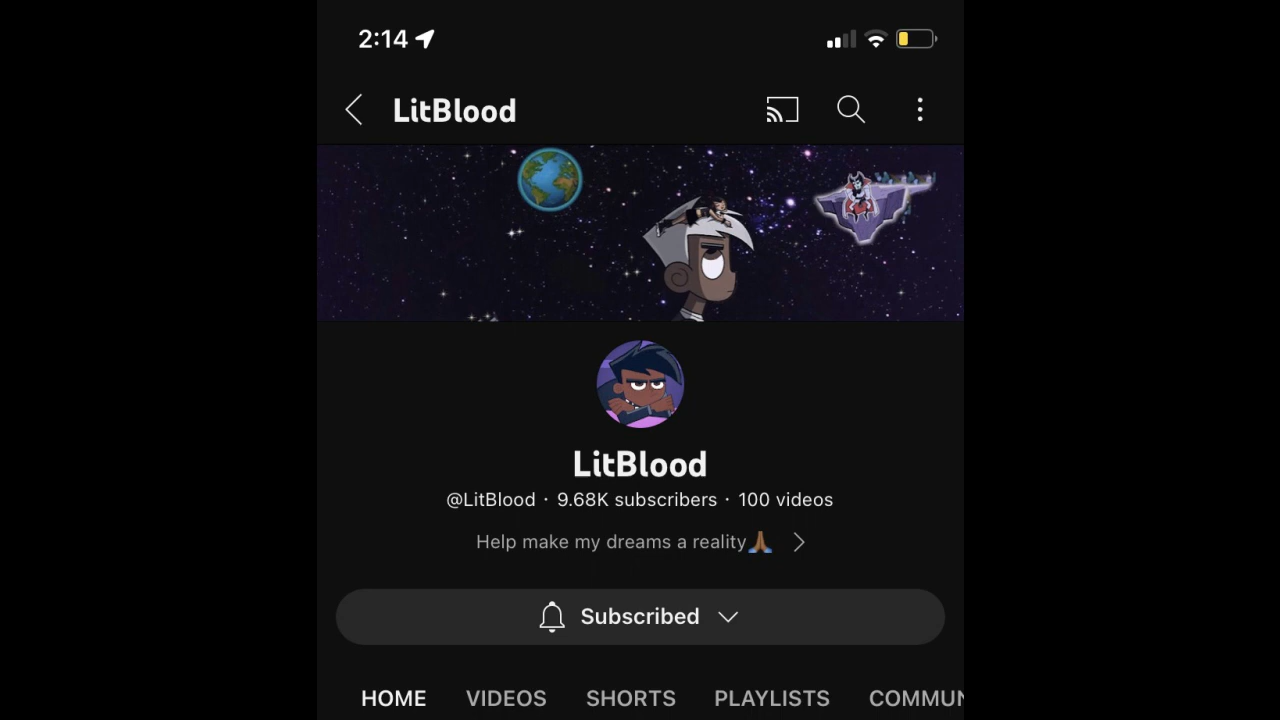 2:14
LitBlood
LitBlood
@LitBlood · 9.68K subscribers · 100 videos
Help make my dreams a reality🙏🏾
Subscribed
HOME VIDEOS SHORTS PLAYLISTS COMMUN